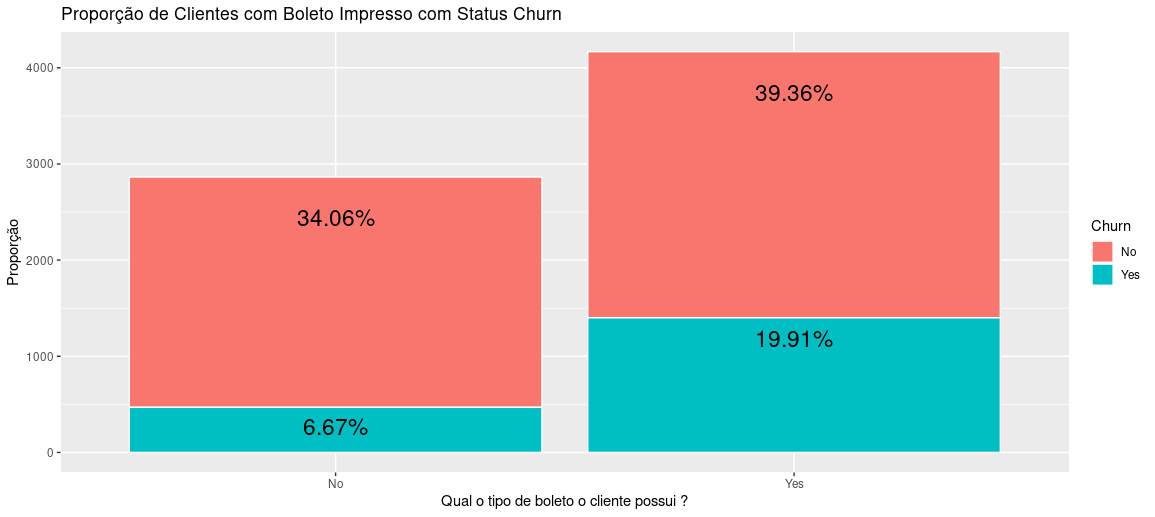 Proporção de Clientes com Boleto Impresso com Status Churn
Proporção
4000
3000
2000
1000
0
34.06%
6.67%
39.36%
19.91%
No
Yes
Qual o tipo de boleto o cliente possui ?
Churn
No
Yes